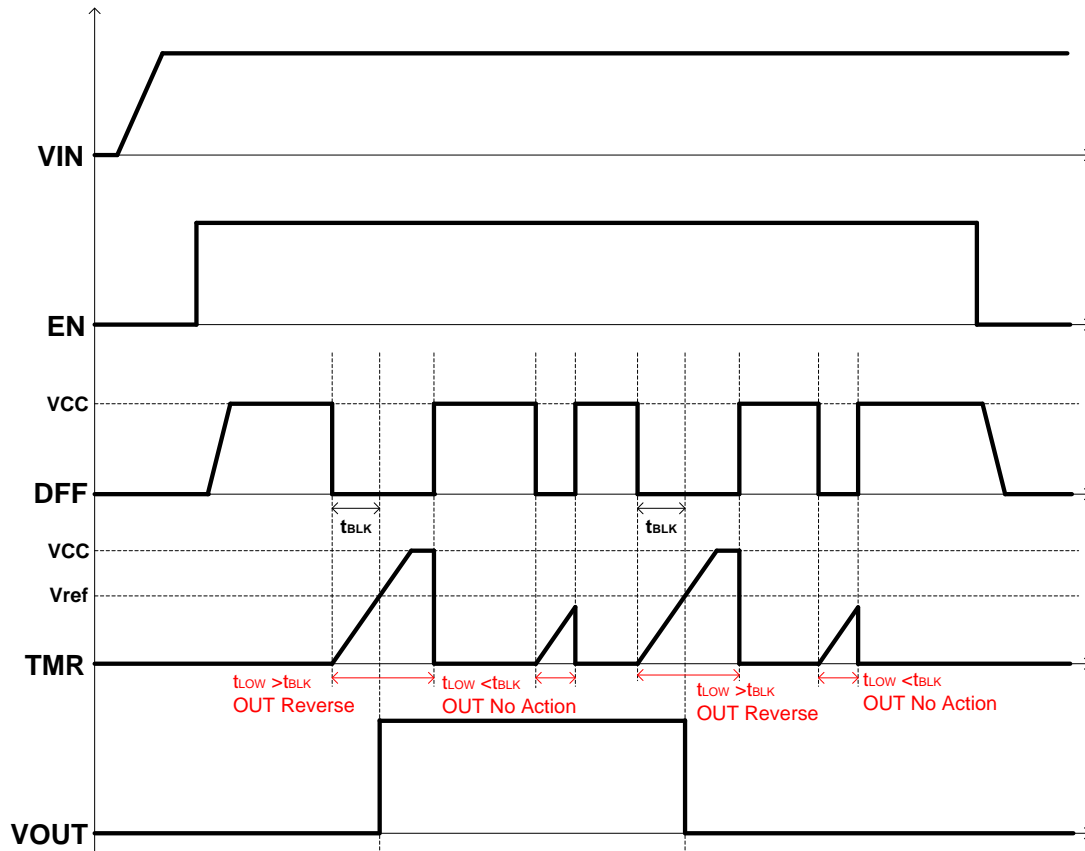 VIN
EN
VCC
DFF
tBLK
tBLK
VCC
Vref
TMR
tLOW >tBLK
OUT Reverse
tLOW <tBLK
OUT No Action
tLOW >tBLK
OUT Reverse
tLOW <tBLK
OUT No Action
VOUT